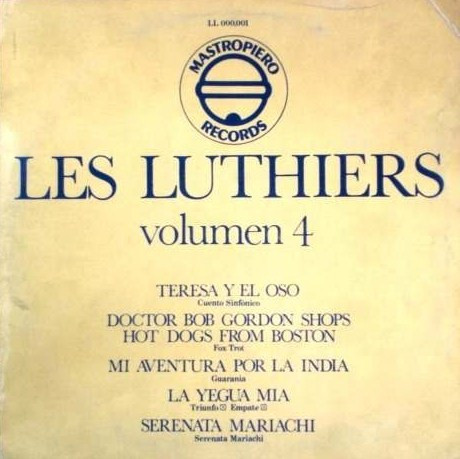 LL 000.001
MASTROPIERO
RECORDS
LES LUTHIERS
volumen 4
TERESA Y EL OSO
Cuento Sinfónico
DOCTOR BOB GORDON SHOPS
HOT DOGS FROM BOSTON
Fox Trot
MI AVENTURA POR LA INDIA
Guarania
LA YEGUA MIA
Triunfo ☒ Empate ☒
SERENATA MARIACHI
Serenata Mariachi